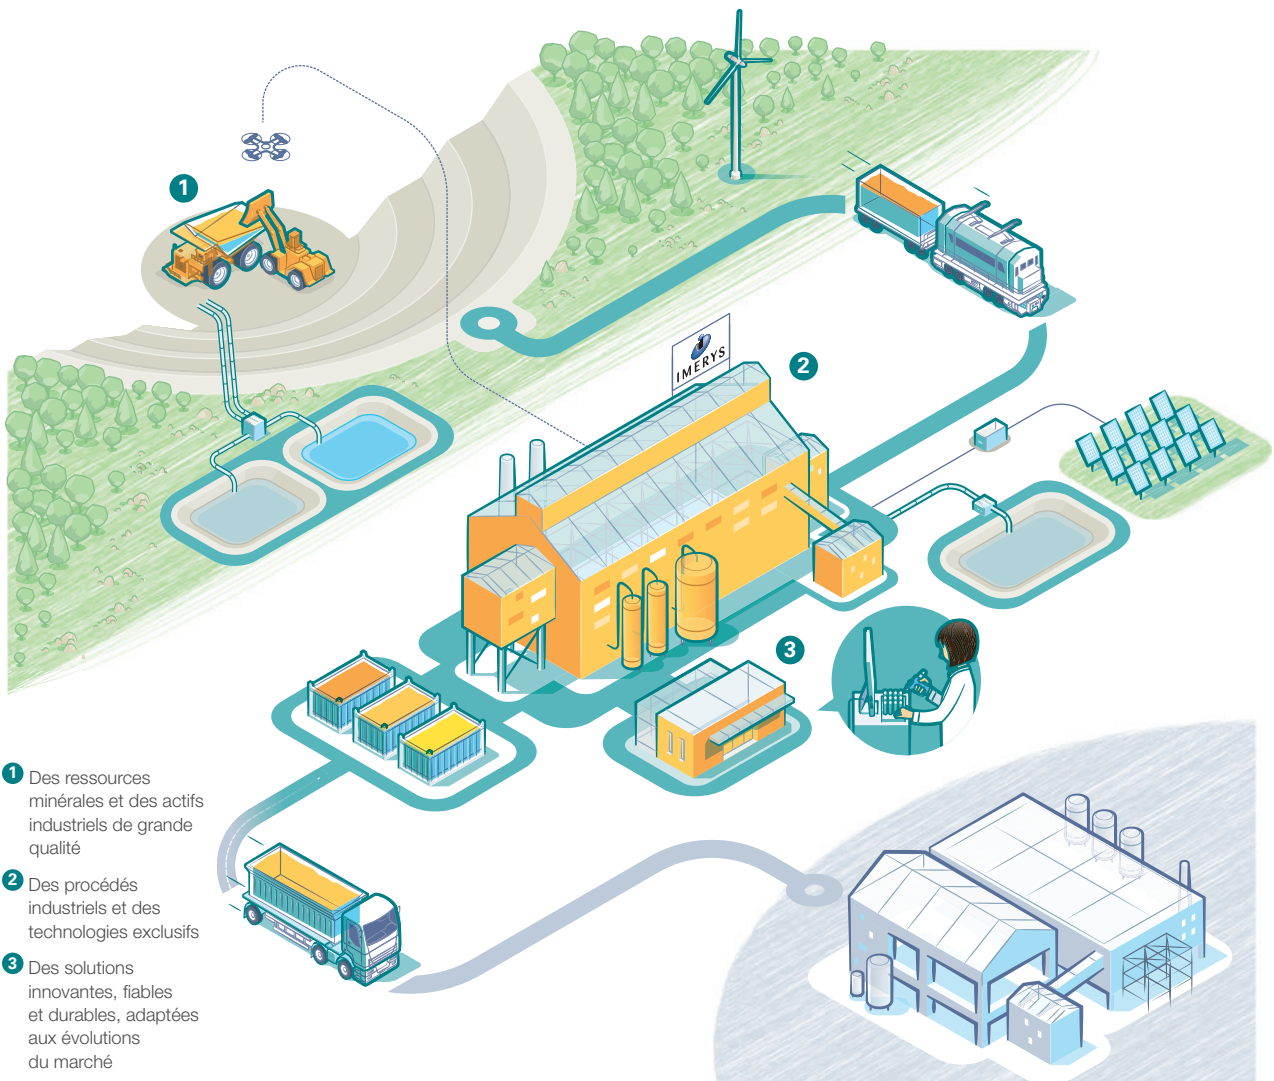 1
IMERYS
2
3
1 Des ressources
minérales et des actifs
industriels de grande
qualité
2 Des procédés
industriels et des
technologies exclusifs
3 Des solutions
innovantes, fiables
et durables, adaptées
aux évolutions
du marché